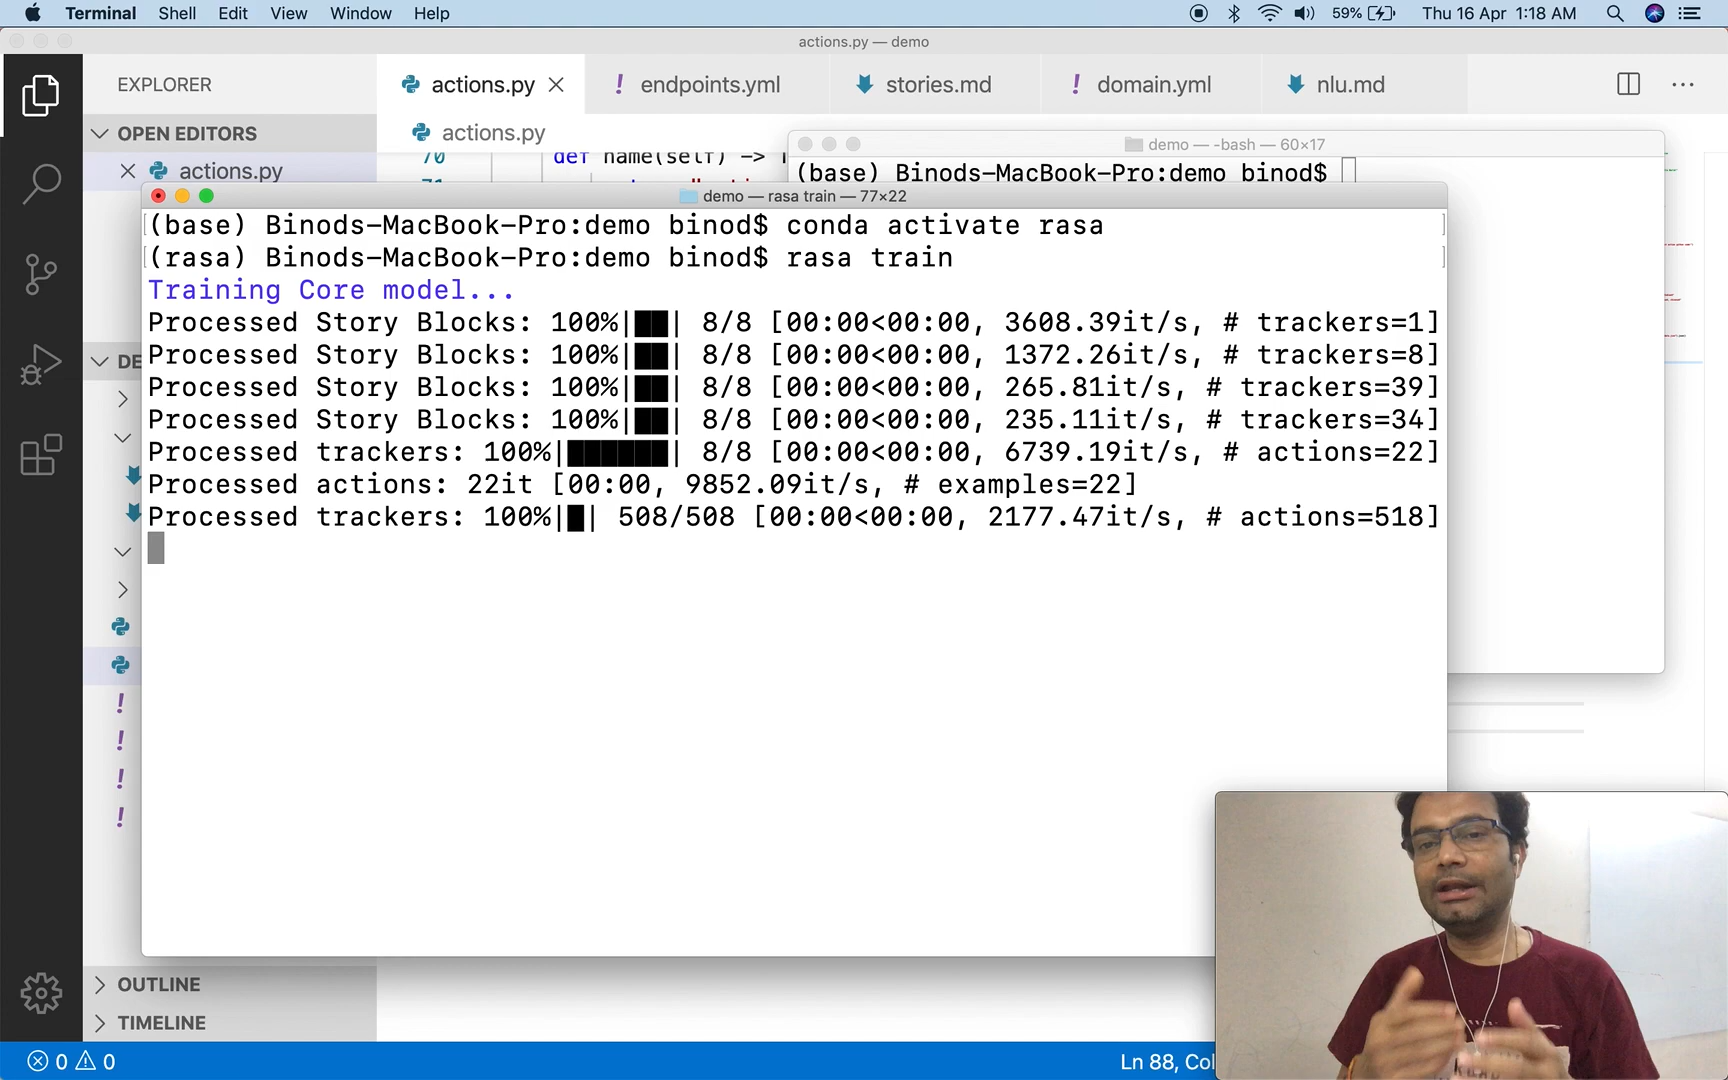 Terminal Shell Edit View Window Help 59% Thu 16 Apr 1:18 AM
actions.py — demo
EXPLORER
actions.py
! endpoints.yml
stories.md
! domain.yml
nlu.md
OPEN EDITORS
actions.py
actions.py
70 def name(self) ->
demo — -bash — 60×17
(base) Binods-MacBook-Pro:demo binod$
demo — rasa train — 77×22
(base) Binods-MacBook-Pro:demo binod$ conda activate rasa
(rasa) Binods-MacBook-Pro:demo binod$ rasa train
Training Core model...
Processed Story Blocks: 100%|██| 8/8 [00:00<00:00, 3608.39it/s, # trackers=1]
Processed Story Blocks: 100%|██| 8/8 [00:00<00:00, 1372.26it/s, # trackers=8]
Processed Story Blocks: 100%|██| 8/8 [00:00<00:00, 265.81it/s, # trackers=39]
Processed Story Blocks: 100%|██| 8/8 [00:00<00:00, 235.11it/s, # trackers=34]
Processed trackers: 100%|██████| 8/8 [00:00<00:00, 6739.19it/s, # actions=22]
Processed actions: 22it [00:00, 9852.09it/s, # examples=22]
Processed trackers: 100%|█| 508/508 [00:00<00:00, 2177.47it/s, # actions=518]
DE
!
!
!
!
OUTLINE
TIMELINE
0 0
Ln 88, Col